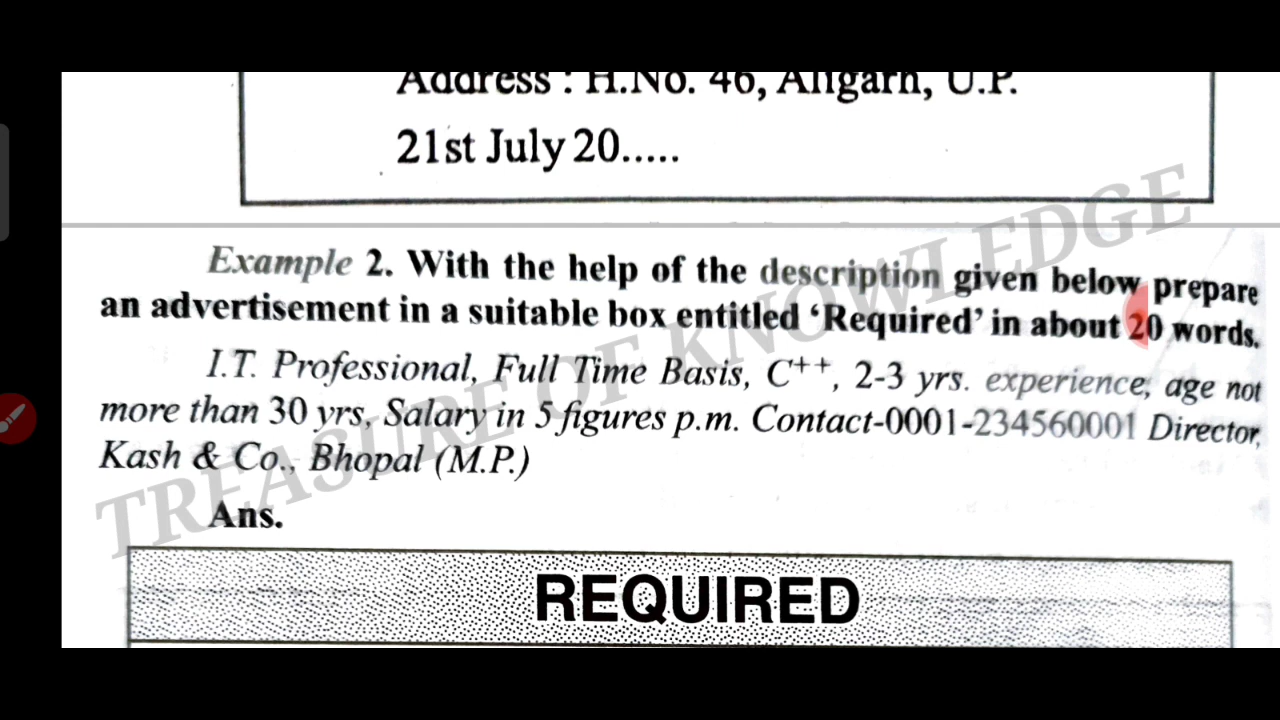 Address : H.No. 46, Aligarh, U.P.
21st July 20.....
Example 2. With the help of the description given below prepare
an advertisement in a suitable box entitled ‘Required’ in about 20 words.
I.T. Professional, Full Time Basis, C++, 2-3 yrs. experience, age not
more than 30 yrs, Salary in 5 figures p.m. Contact-0001-234560001 Director,
Kash & Co., Bhopal (M.P.)
Ans.
REQUIRED
TREASURE OF KNOWLEDGE